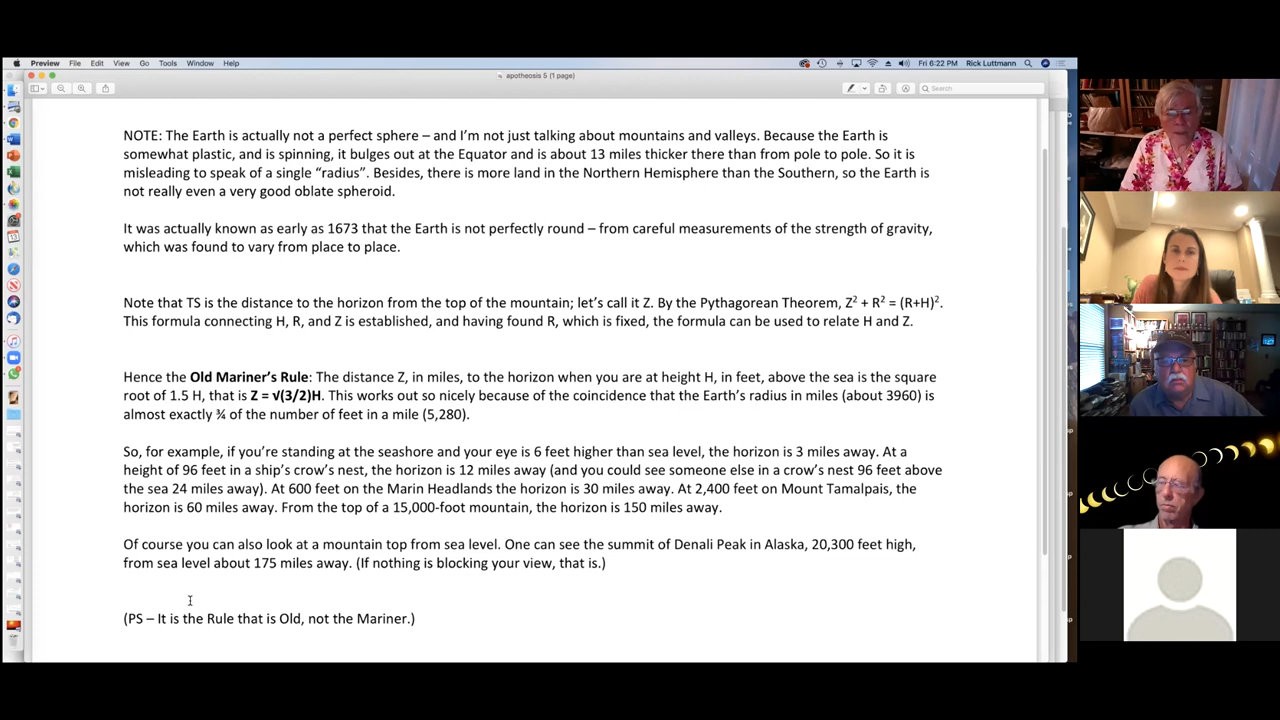 Preview File Edit View Go Tools Window Help Fri 6:22 PM Rick Luttmann
apotheosis 5 (1 page)
Search
NOTE: The Earth is actually not a perfect sphere – and I'm not just talking about mountains and valleys. Because the Earth is
somewhat plastic, and is spinning, it bulges out at the Equator and is about 13 miles thicker there than from pole to pole. So it is
misleading to speak of a single “radius”. Besides, there is more land in the Northern Hemisphere than the Southern, so the Earth is
not really even a very good oblate spheroid.
It was actually known as early as 1673 that the Earth is not perfectly round – from careful measurements of the strength of gravity,
which was found to vary from place to place.
Note that TS is the distance to the horizon from the top of the mountain; let's call it Z. By the Pythagorean Theorem, Z² + R² = (R+H)².
This formula connecting H, R, and Z is established, and having found R, which is fixed, the formula can be used to relate H and Z.
Hence the Old Mariner's Rule: The distance Z, in miles, to the horizon when you are at height H, in feet, above the sea is the square
root of 1.5 H, that is Z = √(3/2)H. This works out so nicely because of the coincidence that the Earth's radius in miles (about 3960) is
almost exactly ¾ of the number of feet in a mile (5,280).
So, for example, if you're standing at the seashore and your eye is 6 feet higher than sea level, the horizon is 3 miles away. At a
height of 96 feet in a ship's crow's nest, the horizon is 12 miles away (and you could see someone else in a crow's nest 96 feet above
the sea 24 miles away). At 600 feet on the Marin Headlands the horizon is 30 miles away. At 2,400 feet on Mount Tamalpais, the
horizon is 60 miles away. From the top of a 15,000-foot mountain, the horizon is 150 miles away.
Of course you can also look at a mountain top from sea level. One can see the summit of Denali Peak in Alaska, 20,300 feet high,
from sea level about 175 miles away. (If nothing is blocking your view, that is.)
(PS – It is the Rule that is Old, not the Mariner.)